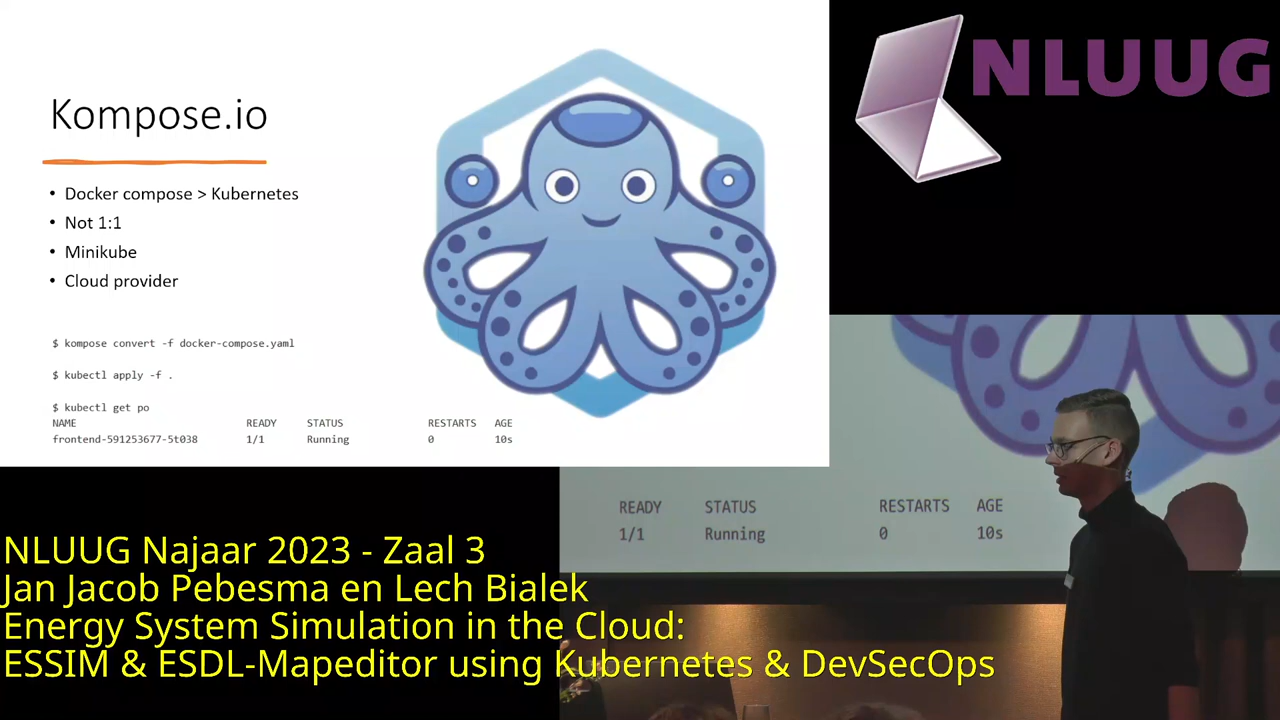 Kompose.io
• Docker compose > Kubernetes
• Not 1:1
• Minikube
• Cloud provider
$ kompose convert -f docker-compose.yaml
$ kubectl apply -f .
$ kubectl get po
NAME READY STATUS RESTARTS AGE
frontend-591253677-5t038 1/1 Running 0 10s
NLUUG
READY STATUS RESTARTS AGE
1/1 Running 0 10s
NLUUG Najaar 2023 - Zaal 3
Jan Jacob Pebesma en Lech Bialek
Energy System Simulation in the Cloud:
ESSIM & ESDL-Mapeditor using Kubernetes & DevSecOps